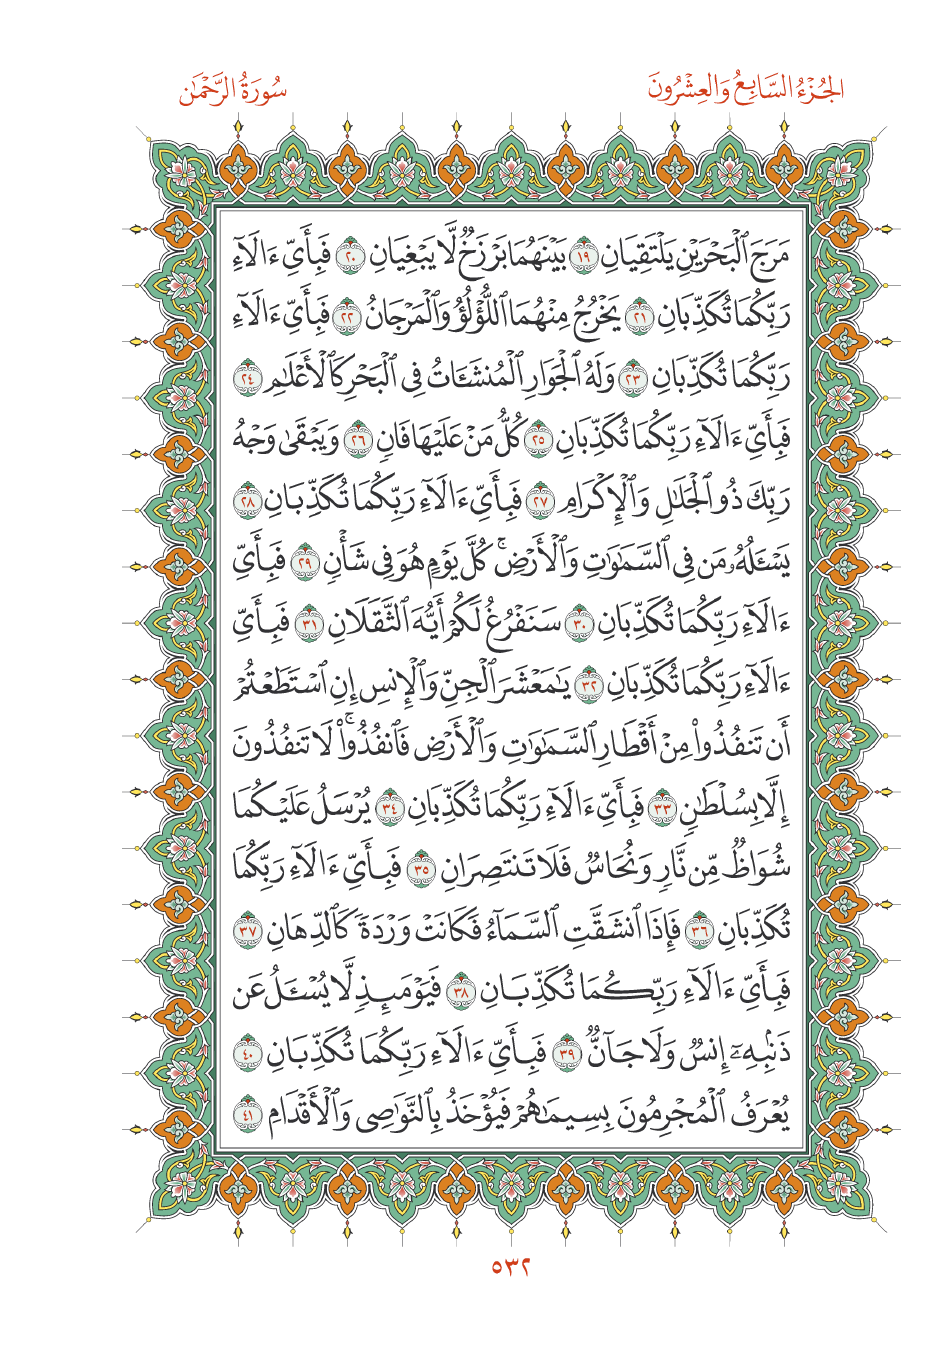 الجُزْءُ السَّابِعُ وَالعِشْرُونَ
سُورَةُ الرَّحْمَٰن
مَرَجَ ٱلْبَحْرَيْنِ يَلْتَقِيَانِ ١٩ بَيْنَهُمَا بَرْزَخٌ لَّا يَبْغِيَانِ ٢٠ فَبِأَىِّ ءَالَآءِ
رَبِّكُمَا تُكَذِّبَانِ ٢١ يَخْرُجُ مِنْهُمَا ٱللُّؤْلُؤُ وَٱلْمَرْجَانُ ٢٢ فَبِأَىِّ ءَالَآءِ
رَبِّكُمَا تُكَذِّبَانِ ٢٣ وَلَهُ ٱلْجَوَارِ ٱلْمُنشَـَٔاتُ فِى ٱلْبَحْرِ كَٱلْأَعْلَـٰمِ ٢٤
فَبِأَىِّ ءَالَآءِ رَبِّكُمَا تُكَذِّبَانِ ٢٥ كُلُّ مَنْ عَلَيْهَا فَانٍ ٢٦ وَيَبْقَىٰ وَجْهُ
رَبِّكَ ذُو ٱلْجَلَـٰلِ وَٱلْإِكْرَامِ ٢٧ فَبِأَىِّ ءَالَآءِ رَبِّكُمَا تُكَذِّبَانِ ٢٨
يَسْـَٔلُهُۥ مَن فِى ٱلسَّمَـٰوَٰتِ وَٱلْأَرْضِ ۚ كُلَّ يَوْمٍ هُوَ فِى شَأْنٍ ٢٩ فَبِأَىِّ
ءَالَآءِ رَبِّكُمَا تُكَذِّبَانِ ٣٠ سَنَفْرُغُ لَكُمْ أَيُّهَ ٱلثَّقَلَانِ ٣١ فَبِأَىِّ
ءَالَآءِ رَبِّكُمَا تُكَذِّبَانِ ٣٢ يَـٰمَعْشَرَ ٱلْجِنِّ وَٱلْإِنسِ إِنِ ٱسْتَطَعْتُمْ
أَن تَنفُذُوا۟ مِنْ أَقْطَارِ ٱلسَّمَـٰوَٰتِ وَٱلْأَرْضِ فَٱنفُذُوا۟ ۚ لَا تَنفُذُونَ
إِلَّا بِسُلْطَـٰنٍ ٣٣ فَبِأَىِّ ءَالَآءِ رَبِّكُمَا تُكَذِّبَانِ ٣٤ يُرْسَلُ عَلَيْكُمَا
شُوَاظٌ مِّن نَّارٍ وَنُحَاسٌ فَلَا تَنتَصِرَانِ ٣٥ فَبِأَىِّ ءَالَآءِ رَبِّكُمَا
تُكَذِّبَانِ ٣٦ فَإِذَا ٱنشَقَّتِ ٱلسَّمَآءُ فَكَانَتْ وَرْدَةً كَٱلدِّهَانِ ٣٧
فَبِأَىِّ ءَالَآءِ رَبِّكُمَا تُكَذِّبَانِ ٣٨ فَيَوْمَئِذٍ لَّا يُسْـَٔلُ عَن
ذَنۢبِهِۦٓ إِنسٌ وَلَا جَآنٌّ ٣٩ فَبِأَىِّ ءَالَآءِ رَبِّكُمَا تُكَذِّبَانِ ٤٠
يُعْرَفُ ٱلْمُجْرِمُونَ بِسِيمَـٰهُمْ فَيُؤْخَذُ بِٱلنَّوَٰصِى وَٱلْأَقْدَامِ ٤١
٥٣٢